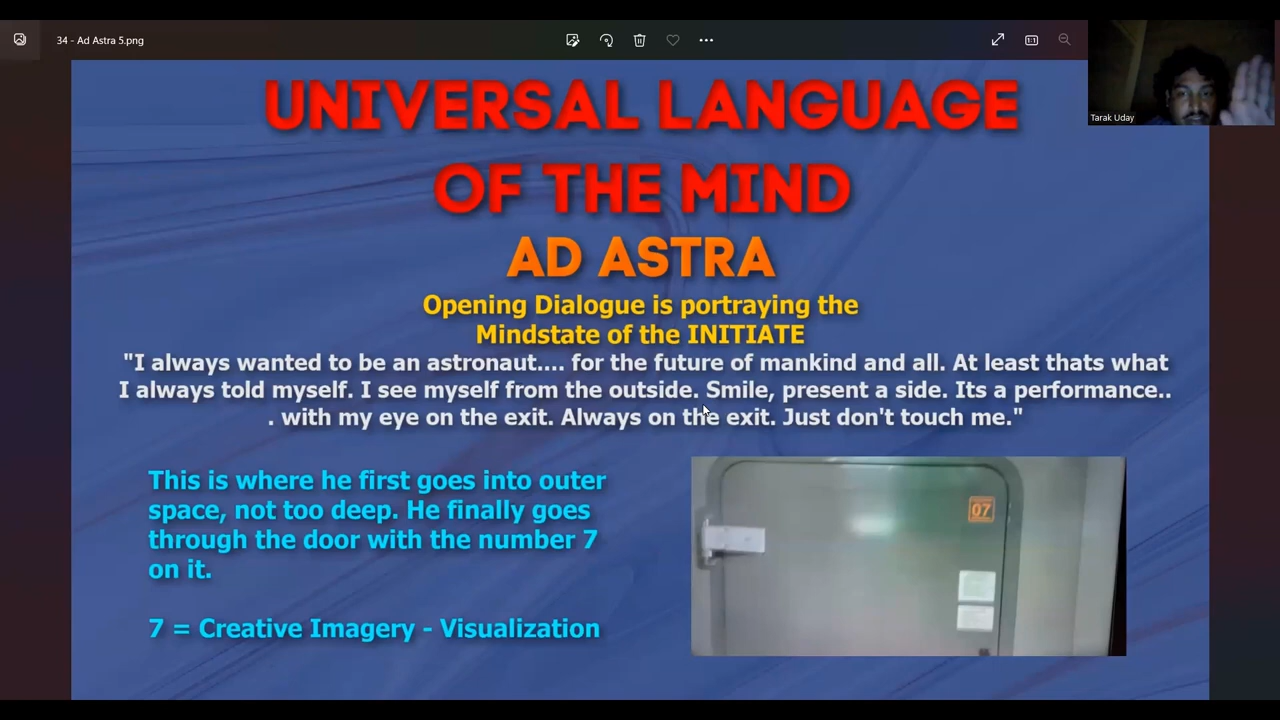 34 - Ad Astra 5.png
Tarak Uday
UNIVERSAL LANGUAGE
OF THE MIND
AD ASTRA
Opening Dialogue is portraying the
Mindstate of the INITIATE
"I always wanted to be an astronaut.... for the future of mankind and all. At least thats what
I always told myself. I see myself from the outside. Smile, present a side. Its a performance..
. with my eye on the exit. Always on the exit. Just don't touch me."
This is where he first goes into outer
space, not too deep. He finally goes
through the door with the number 7
on it.
7 = Creative Imagery - Visualization
07